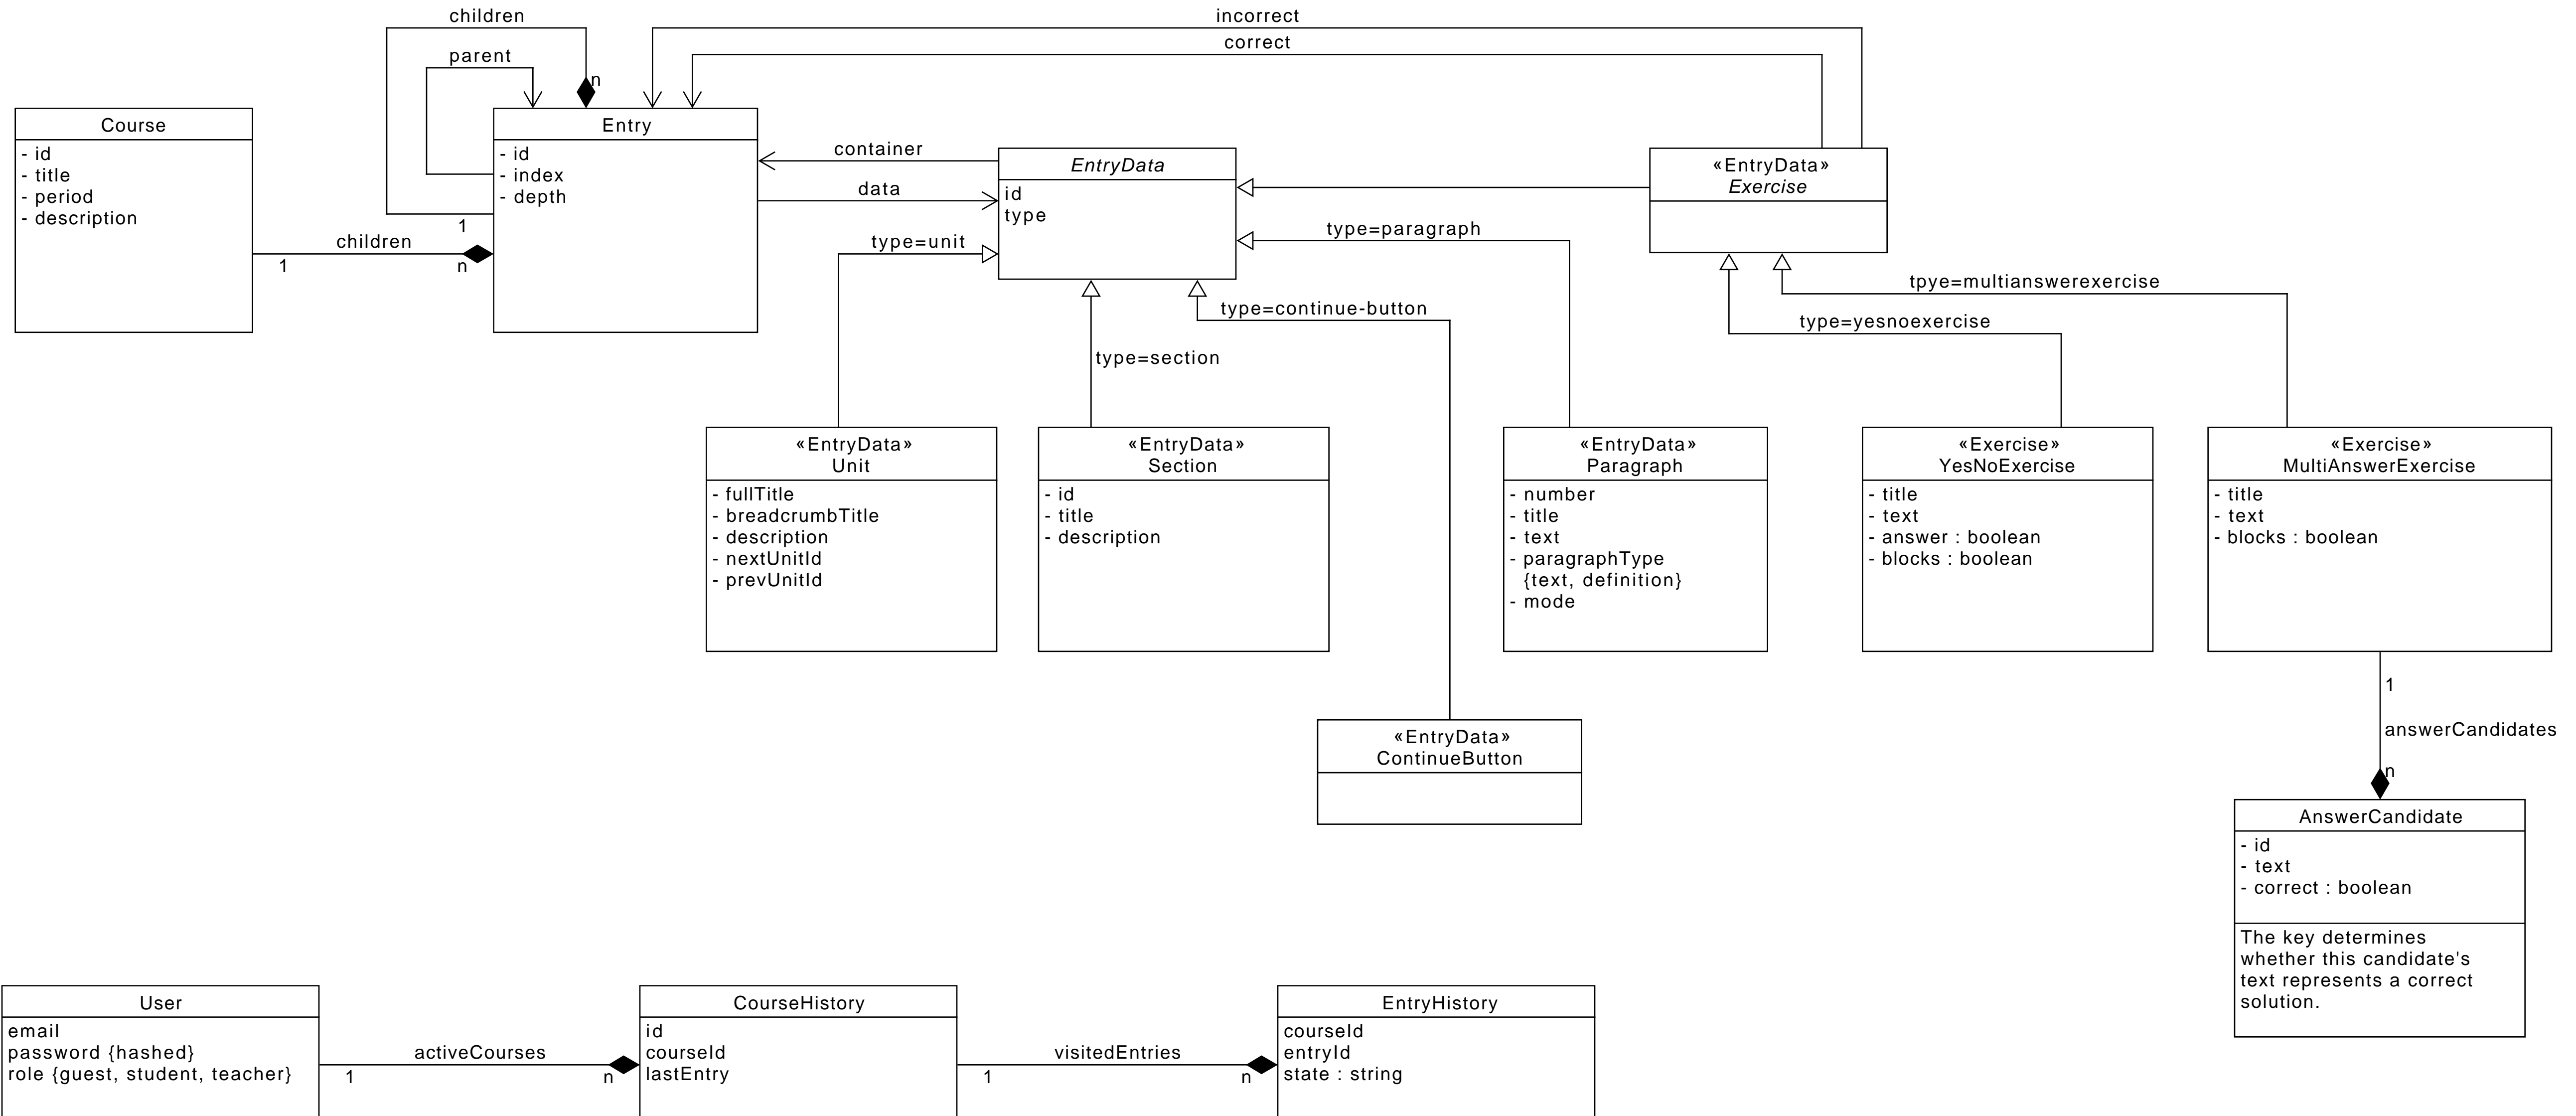 children
incorrect
correct
parent
n
Course
- id
- title
- period
- description
Entry
- id
- index
- depth
container
data
EntryData
id
type
«EntryData»
Exercise
1
children
1
n
type=unit
type=paragraph
type=continue-button
type=section
tpye=multianswerexercise
type=yesnoexercise
«EntryData»
Unit
- fullTitle
- breadcrumbTitle
- description
- nextUnitId
- prevUnitId
«EntryData»
Section
- id
- title
- description
«EntryData»
Paragraph
- number
- title
- text
- paragraphType
{text, definition}
- mode
«Exercise»
YesNoExercise
- title
- text
- answer : boolean
- blocks : boolean
«Exercise»
MultiAnswerExercise
- title
- text
- blocks : boolean
1
answerCandidates
n
«EntryData»
ContinueButton
AnswerCandidate
- id
- text
- correct : boolean
The key determines
whether this candidate's
text represents a correct
solution.
User
email
password {hashed}
role {guest, student, teacher}
activeCourses
1
n
CourseHistory
id
courseId
lastEntry
visitedEntries
1
n
EntryHistory
courseId
entryId
state : string